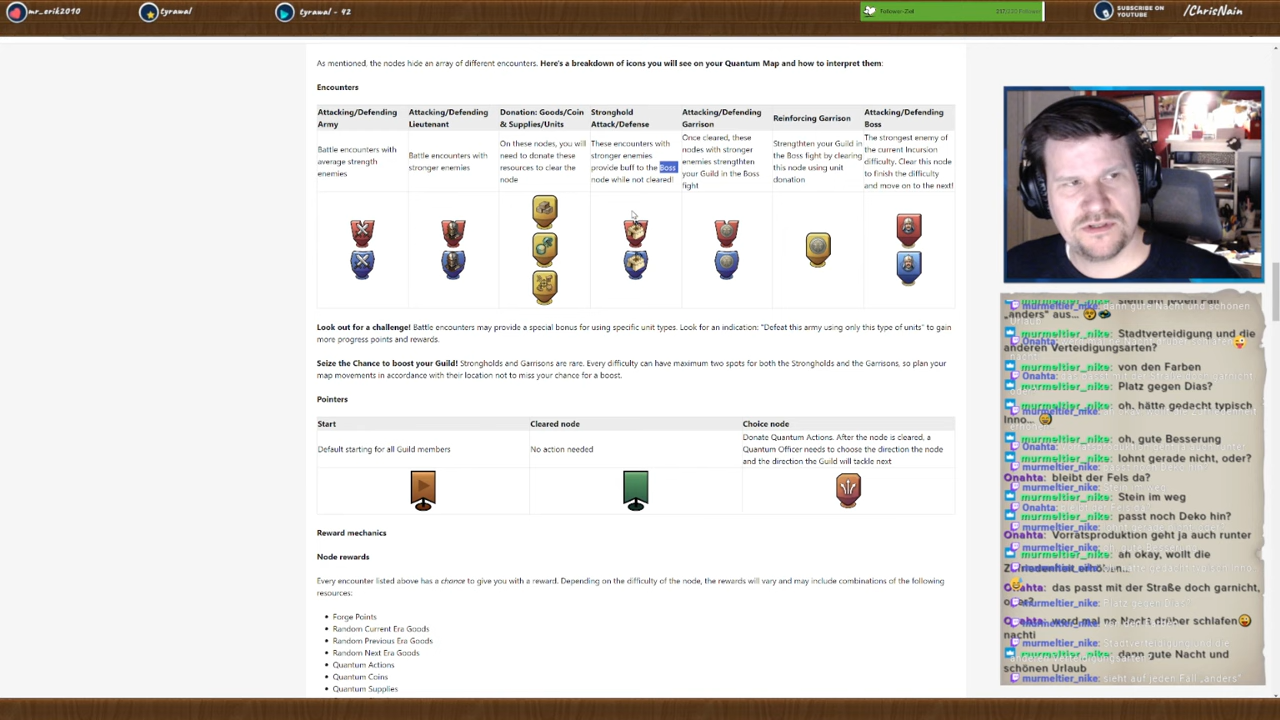 mr_erik2010
tyrawal
tyrawal - 92
Follower-Ziel
SUBSCRIBE ON
YOUTUBE
/ChrisNain
As mentioned, the nodes hide an array of different encounters. Here's a breakdown of icons you will see on your Quantum Map and how to interpret them:
Encounters
Attacking/Defending
Army
Attacking/Defending
Lieutenant
Donation: Goods/Coin
& Supplies/Units
Stronghold
Attack/Defense
Attacking/Defending
Garrison
Reinforcing Garrison
Attacking/Defending
Boss
Battle encounters with
average strength
enemies
Battle encounters with
stronger enemies
On these nodes, you will
need to donate these
resources to clear the
node
These encounters with
stronger enemies
provide buff to the Boss
node while not cleared!
Once cleared, these
nodes with stronger
enemies strengthten
your Guild in the Boss
fight
Strengthten your Guild in
the Boss fight by clearing
this node using unit
donation
The strongest enemy of
the current Incursion
difficulty. Clear this node
to finish the difficulty
and move on to the next!
Look out for a challenge! Battle encounters may provide a special bonus for using specific unit types. Look for an indication: "Defeat this army using only this type of units" to gain
more progress points and rewards.
Seize the Chance to boost your Guild! Strongholds and Garrisons are rare. Every difficulty can have maximum two spots for both the Strongholds and the Garrisons, so plan your
map movements in accordance with their location not to miss your chance for a boost.
Pointers
Start
Cleared node
Choice node
Default starting for all Guild members
No action needed
Donate Quantum Actions. After the node is cleared, a
Quantum Officer needs to choose the direction the node
and the direction the Guild will tackle next
Reward mechanics
Node rewards
Every encounter listed above has a chance to give you with a reward. Depending on the difficulty of the node, the rewards will vary and may include combinations of the following
resources:
Forge Points
Random Current Era Goods
Random Previous Era Goods
Random Next Era Goods
Quantum Actions
Quantum Coins
Quantum Supplies
„anders" aus...
murmeltier_nike: Stadtverteidigung und die
anderen Verteidigungsarten?
murmeltier_nike: von den Farben
murmeltier_nike: Platz gegen Dias?
murmeltier_nike: oh, hätte gedacht typisch
Inno...
murmeltier_nike: oh, gute Besserung
murmeltier_nike: lohnt gerade nicht, oder?
Onahta: bleibt der Fels da?
murmeltier_nike: Stein im weg
murmeltier_nike: passt noch Deko hin?
Onahta: Vorratsproduktion geht ja auch runter
murmeltier_nike: ah okay, wollt die
Onahta: das passt mit der Straße doch garnicht,
Onahta: werd mal ne Nacht drüber schlafen
nachti
murmeltier_nike: dann gute Nacht und
schönen Urlaub
murmeltier_nike: sieht auf jeden Fall „anders"